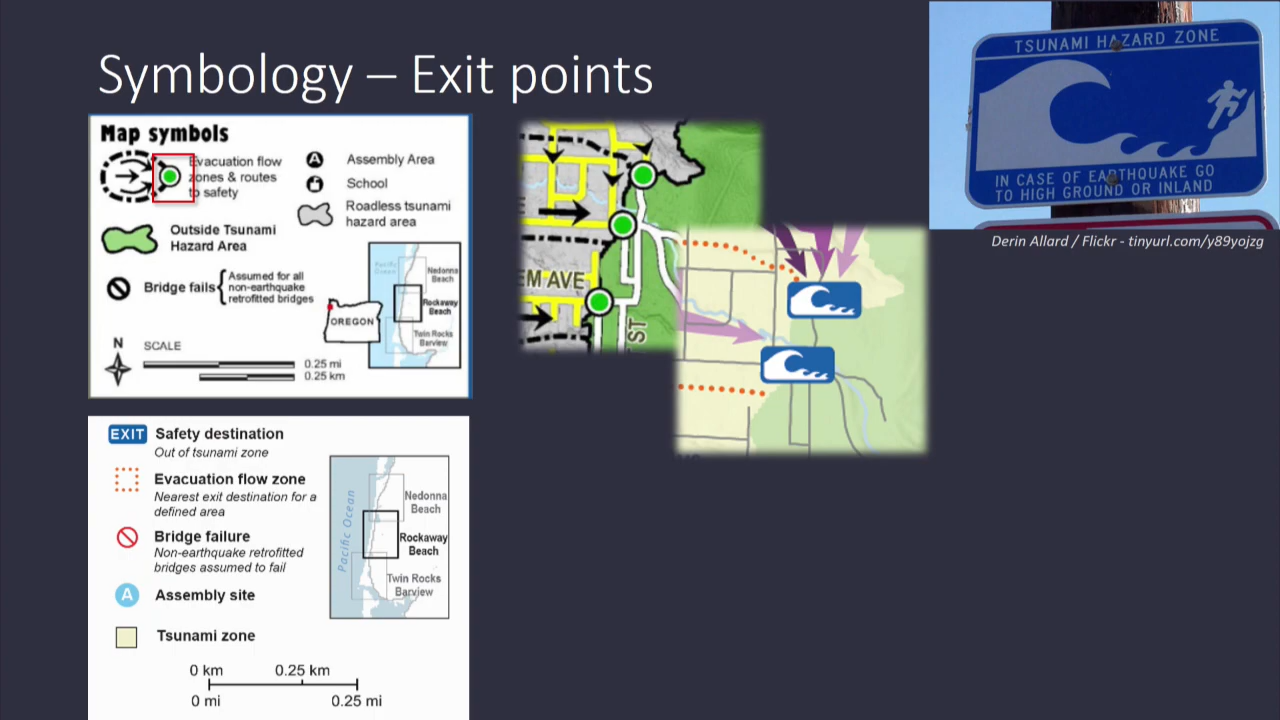 Symbology – Exit points
Map symbols
Evacuation flow
zones & routes
to safety
Outside Tsunami
Hazard Area
Bridge fails
Assumed for all
non-earthquake
retrofitted bridges
N
SCALE
0.25 mi
0.25 km
A
Assembly Area
School
Roadless tsunami
hazard area
OREGON
Pacific
Ocean
Nedonna
Beach
Rockaway
Beach
Twin Rocks
Barview
EXIT
Safety destination
Out of tsunami zone
Evacuation flow zone
Nearest exit destination for a
defined area
Bridge failure
Non-earthquake retrofitted
bridges assumed to fail
A
Assembly site
Tsunami zone
0 km
0.25 km
0 mi
0.25 mi
Pacific Ocean
Nedonna
Beach
Rockaway
Beach
Twin Rocks
Barview
EM AVE
ST
TSUNAMI HAZARD ZONE
IN CASE OF EARTHQUAKE GO
TO HIGH GROUND OR INLAND
Derin Allard / Flickr - tinyurl.com/y89yojzg